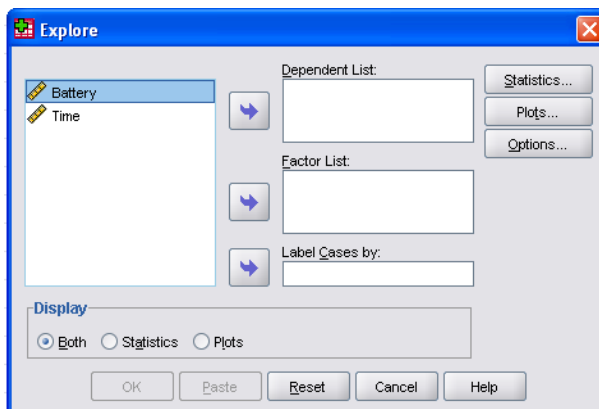 Explore
Dependent List:
Battery
Time
Statistics...
Plots...
Options...
Factor List:
Label Cases by:
Display
Both Statistics Plots
OK Paste Reset Cancel Help